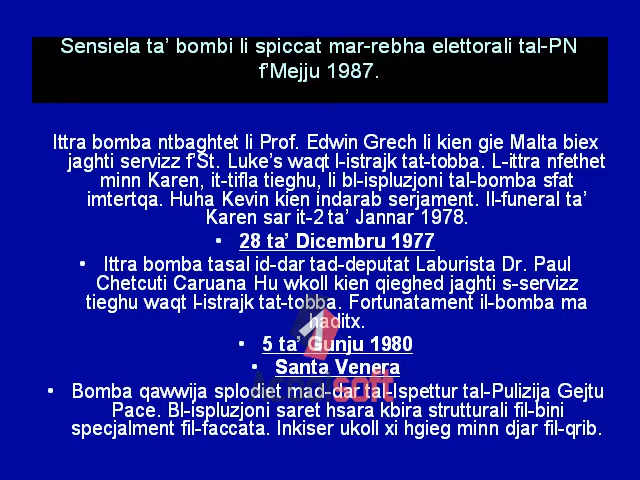 Sensiela ta' bombi li spiccat mar-rebha elettorali tal-PN
f'Mejju 1987.
Ittra bomba ntbaghtet li Prof. Edwin Grech li kien gie Malta biex
jaghti servizz f'St. Luke's waqt l-istrajk tat-tobba. L-ittra nfethet
minn Karen, it-tifla tieghu, li bl-ispluzjoni tal-bomba sfat
imtertqa. Huha Kevin kien indarab serjament. Il-funeral ta'
Karen sar it-2 ta' Jannar 1978.
• 28 ta' Dicembru 1977
• Ittra bomba tasal id-dar tad-deputat Laburista Dr. Paul
Chetcuti Caruana Hu wkoll kien qieghed jaghti s-servizz
tieghu waqt l-istrajk tat-tobba. Fortunatament il-bomba ma
haditx.
• 5 ta' Gunju 1980
• Santa Venera
• Bomba qawwija splodiet mad-dar tal-Ispettur tal-Pulizija Gejtu
Pace. Bl-ispluzjoni saret hsara kbira strutturali fil-bini
specjalment fil-faccata. Inkiser ukoll xi hgieg minn djar fil-qrib.